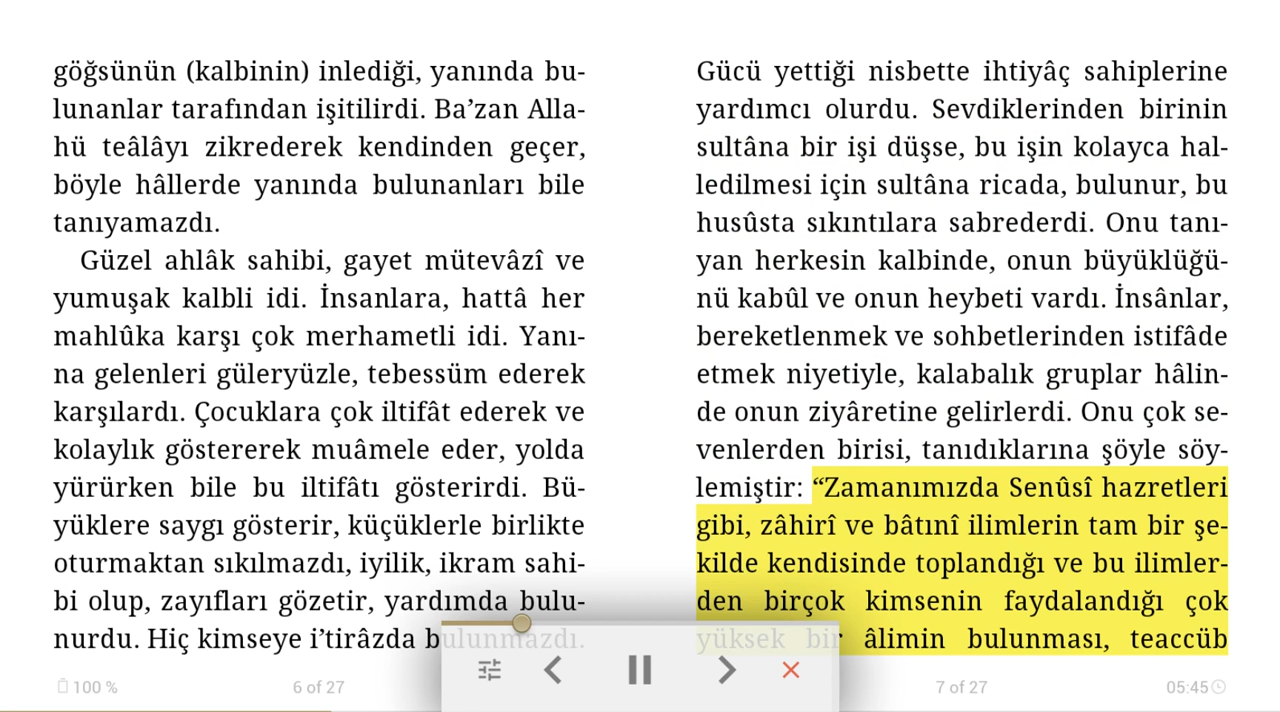 göğsünün (kalbinin) inlediği, yanında bu-
lunanlar tarafından işitilirdi. Ba’zan Alla-
hü teâlâyı zikrederek kendinden geçer,
böyle hâllerde yanında bulunanları bile
tanıyamazdı.
Güzel ahlâk sahibi, gayet mütevâzî ve
yumuşak kalbli idi. İnsanlara, hattâ her
mahlûka karşı çok merhametli idi. Yanı-
na gelenleri güleryüzle, tebessüm ederek
karşılardı. Çocuklara çok iltifât ederek ve
kolaylık göstererek muâmele eder, yolda
yürürken bile bu iltifâtı gösterirdi. Bü-
yüklere saygı gösterir, küçüklerle birlikte
oturmaktan sıkılmazdı, iyilik, ikram sahi-
bi olup, zayıfları gözetir, yardımda bulu-
nurdu. Hiç kimseye i’tirâzda bulunmazdı.
100 %
6 of 27
Gücü yettiği nisbette ihtiyâç sahiplerine
yardımcı olurdu. Sevdiklerinden birinin
sultâna bir işi düşse, bu işin kolayca hal-
ledilmesi için sultâna ricada, bulunur, bu
husûsta sıkıntılara sabrederdi. Onu tanı-
yan herkesin kalbinde, onun büyüklüğü-
nü kabûl ve onun heybeti vardı. İnsânlar,
bereketlenmek ve sohbetlerinden istifâde
etmek niyetiyle, kalabalık gruplar hâlin-
de onun ziyâretine gelirlerdi. Onu çok se-
venlerden birisi, tanıdıklarına şöyle söy-
lemiştir: “Zamanımızda Senûsî hazretleri
gibi, zâhirî ve bâtınî ilimlerin tam bir şe-
kilde kendisinde toplandığı ve bu ilimler-
den birçok kimsenin faydalandığı çok
yüksek bir âlimin bulunması, teaccüb
7 of 27
05:45